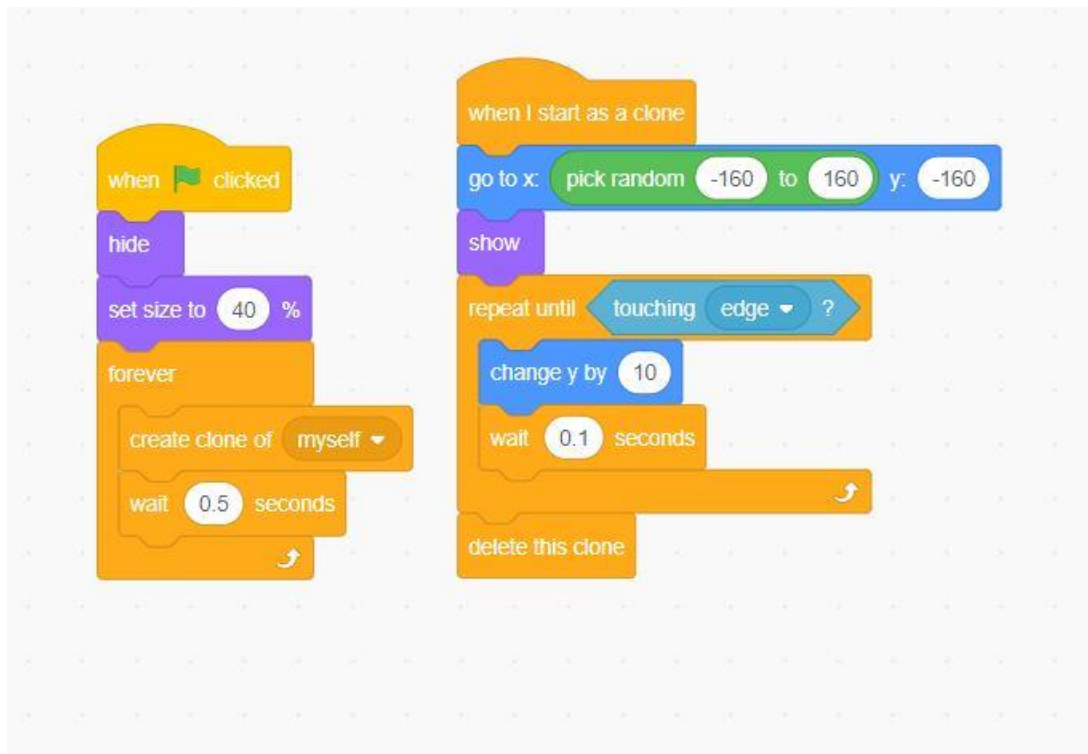 when clicked
hide
set size to 40 %
forever
create clone of myself
wait 0.5 seconds
when I start as a clone
go to x: pick random -160 to 160 y: -160
show
repeat until touching edge ?
change y by 10
wait 0.1 seconds
delete this clone